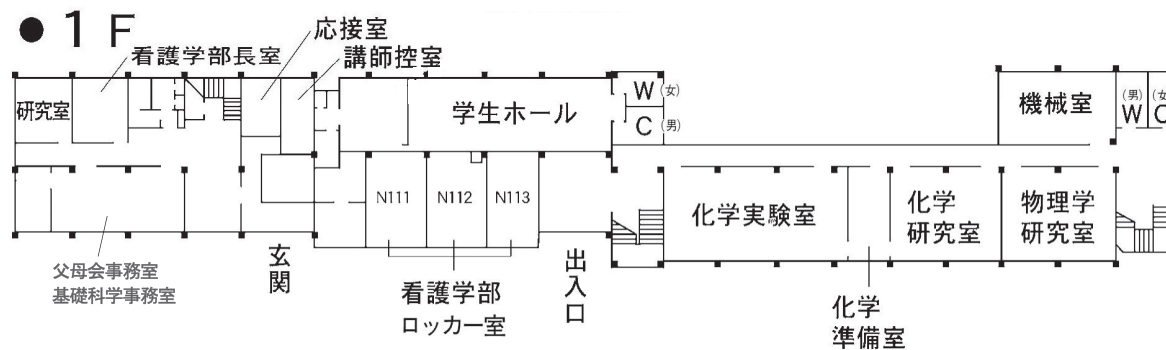 ● 1 F
看護学部長室
応接室
講師控室
研究室
学生ホール
W (女)
C (男)
機械室
(男) (女)
W C
N111
N112
N113
化学実験室
化学
研究室
物理学
研究室
父母会事務室
基礎科学事務室
玄関
看護学部
ロッカー室
出入口
化学
準備室